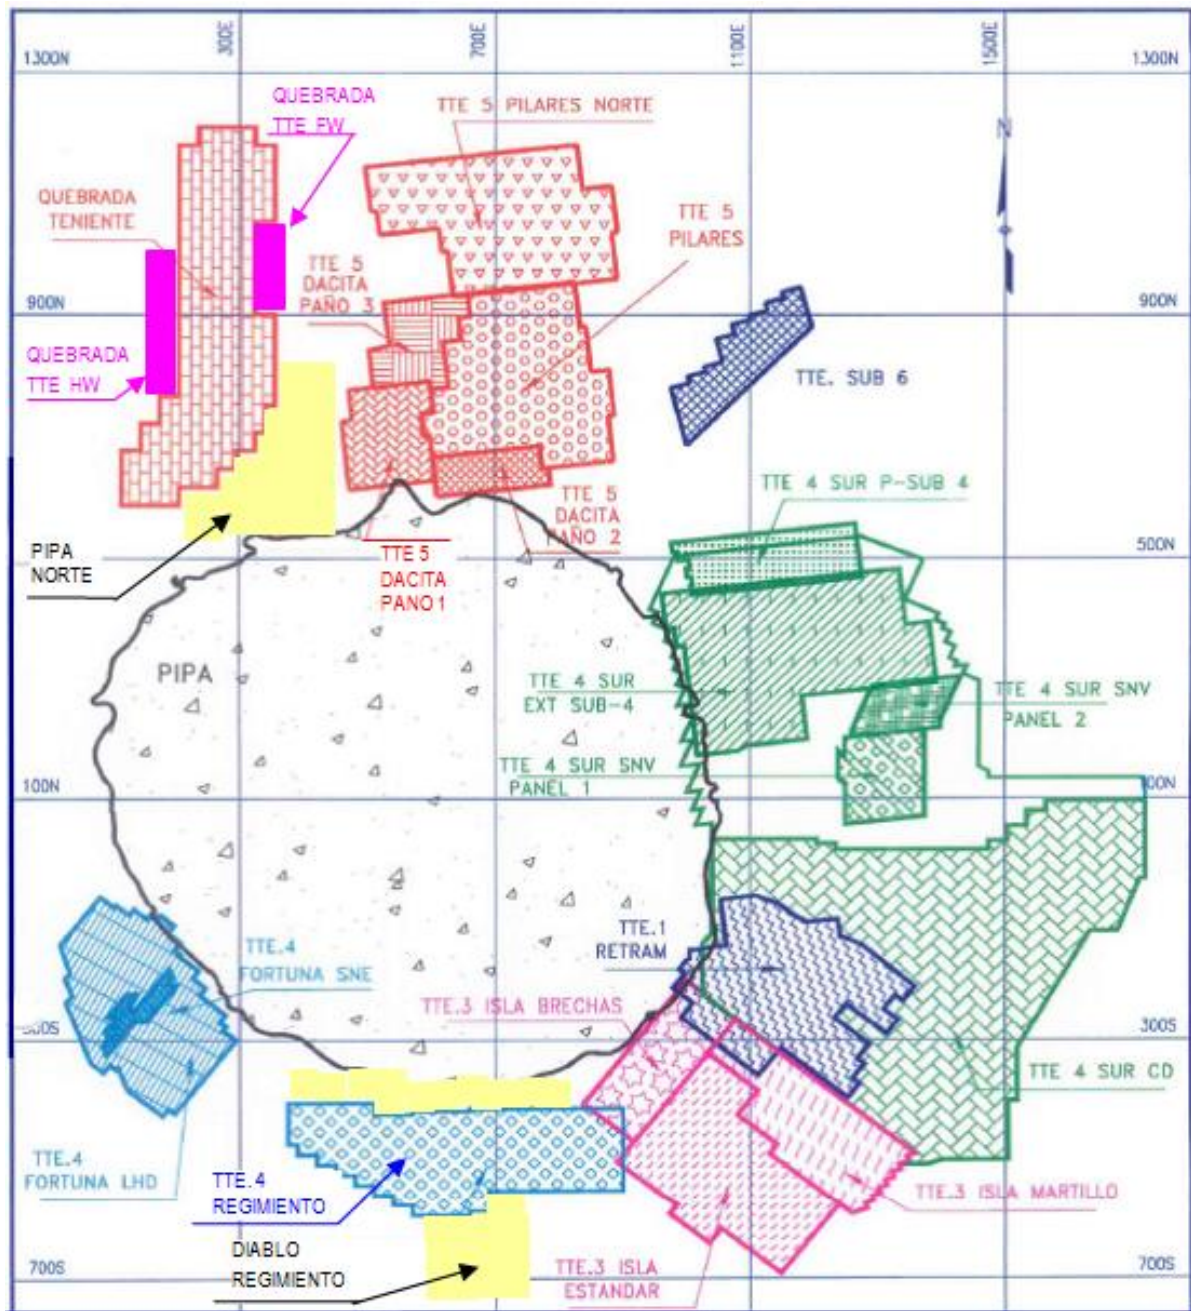 300E
700E
1100E
1500E
1300N
1300N
QUEBRADA
TTE FW
TTE 5 PILARES NORTE
N
QUEBRADA
TENIENTE
TTE 5
PILARES
TTE 5
DACITA
PAÑO 3
900N
900N
QUEBRADA
TTE HW
TTE. SUB 6
TTE 4 SUR P-SUB 4
TTE 5
DACITA
PAÑO 2
PIPA
NORTE
TTE 5
DACITA
PANO 1
500N
500N
PIPA
TTE 4 SUR
EXT SUB-4
TTE 4 SUR SNV
PANEL 2
TTE 4 SUR SNV
PANEL 1
100N
100N
TTE.1
RETRAM
TTE.4
FORTUNA SNE
TTE.3 ISLA BRECHAS
300S
300S
TTE 4 SUR CD
TTE.4
FORTUNA LHD
TTE. 4
REGIMIENTO
TTE.3 ISLA MARTILLO
DIABLO
REGIMIENTO
TTE.3 ISLA
ESTANDAR
700S
700S